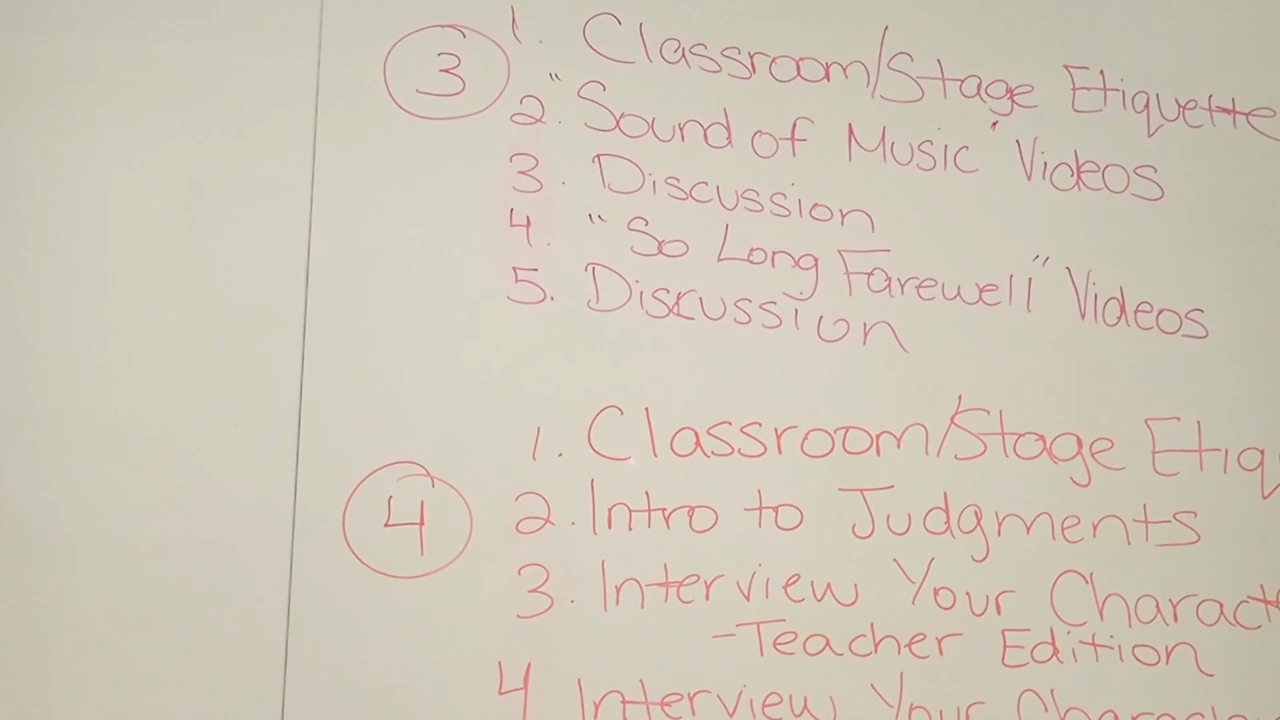 3
1. Classroom/Stage Etiquette
2. "Sound of Music" Videos
3. Discussion
4. "So Long Farewell" Videos
5. Discussion
4
1. Classroom/Stage Etiq
2. Intro to Judgments
3. Interview Your Charact
-Teacher Edition
4 Interview Your Charact